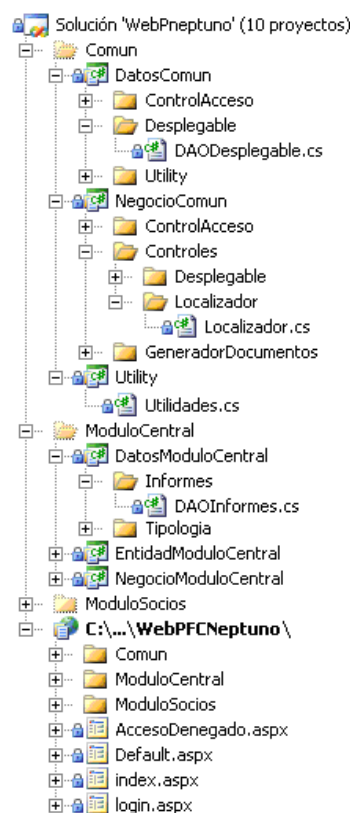 Solución 'WebPneptuno' (10 proyectos)
Comun
DatosComun
ControlAcceso
Desplegable
DAODesplegable.cs
Utility
NegocioComun
ControlAcceso
Controles
Desplegable
Localizador
Localizador.cs
GeneradorDocumentos
Utility
Utilidades.cs
ModuloCentral
DatosModuloCentral
Informes
DAOInformes.cs
Tipologia
EntidadModuloCentral
NegocioModuloCentral
ModuloSocios
C:\...\WebPFCNeptuno\
Comun
ModuloCentral
ModuloSocios
AccesoDenegado.aspx
Default.aspx
index.aspx
login.aspx